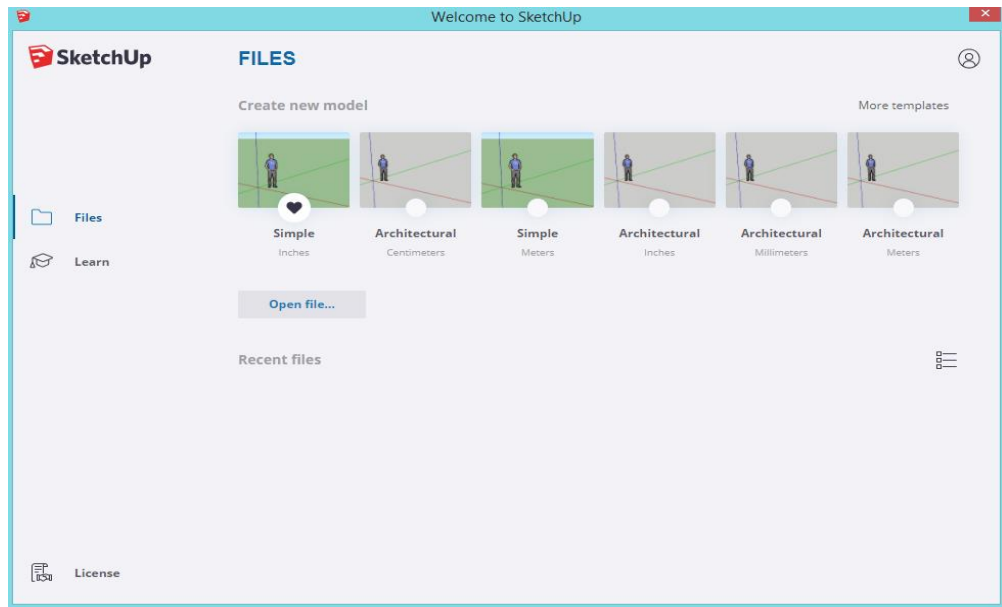 Welcome to SketchUp
SketchUp
FILES
Create new model
More templates
Simple
Inches
Architectural
Centimeters
Simple
Meters
Architectural
Inches
Architectural
Millimeters
Architectural
Meters
Files
Learn
Open file...
Recent files
License